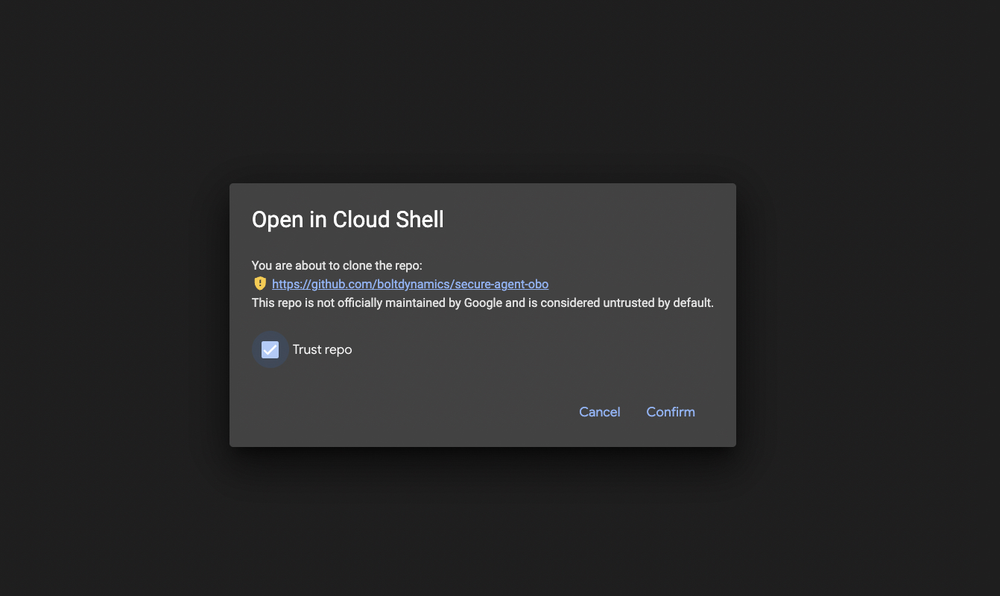 Open in Cloud Shell
You are about to clone the repo:
https://github.com/boltdynamics/secure-agent-obo
This repo is not officially maintained by Google and is considered untrusted by default.
Trust repo
Cancel Confirm